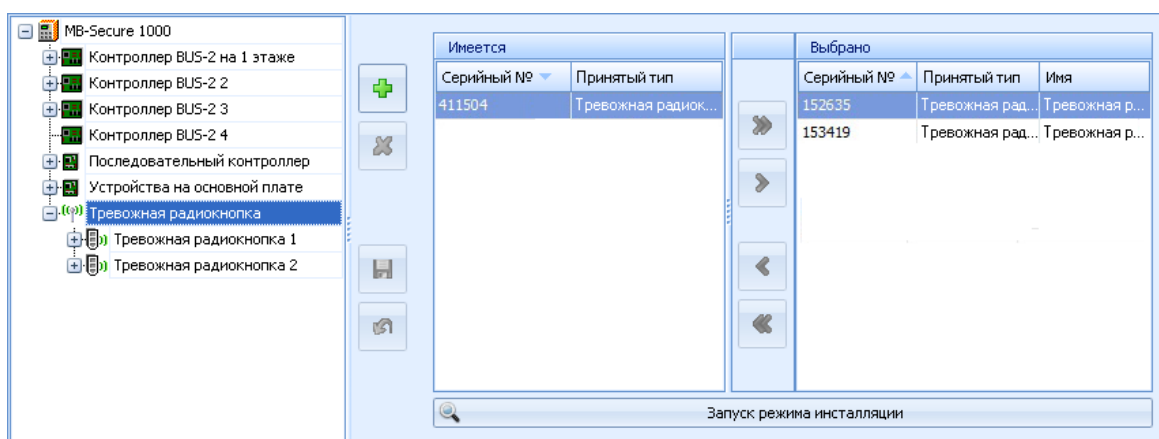 MB-Secure 1000
Контроллер BUS-2 на 1 этаже
Контроллер BUS-2 2
Контроллер BUS-2 3
Контроллер BUS-2 4
Последовательный контроллер
Устройства на основной плате
Тревожная радиокнопка
Тревожная радиокнопка 1
Тревожная радиокнопка 2
Имеется
Серийный № Принятый тип
411504 Тревожная радиок...
Выбрано
Серийный № Принятый тип Имя
152635 Тревожная рад... Тревожная р...
153419 Тревожная рад... Тревожная р...
Запуск режима инсталляции